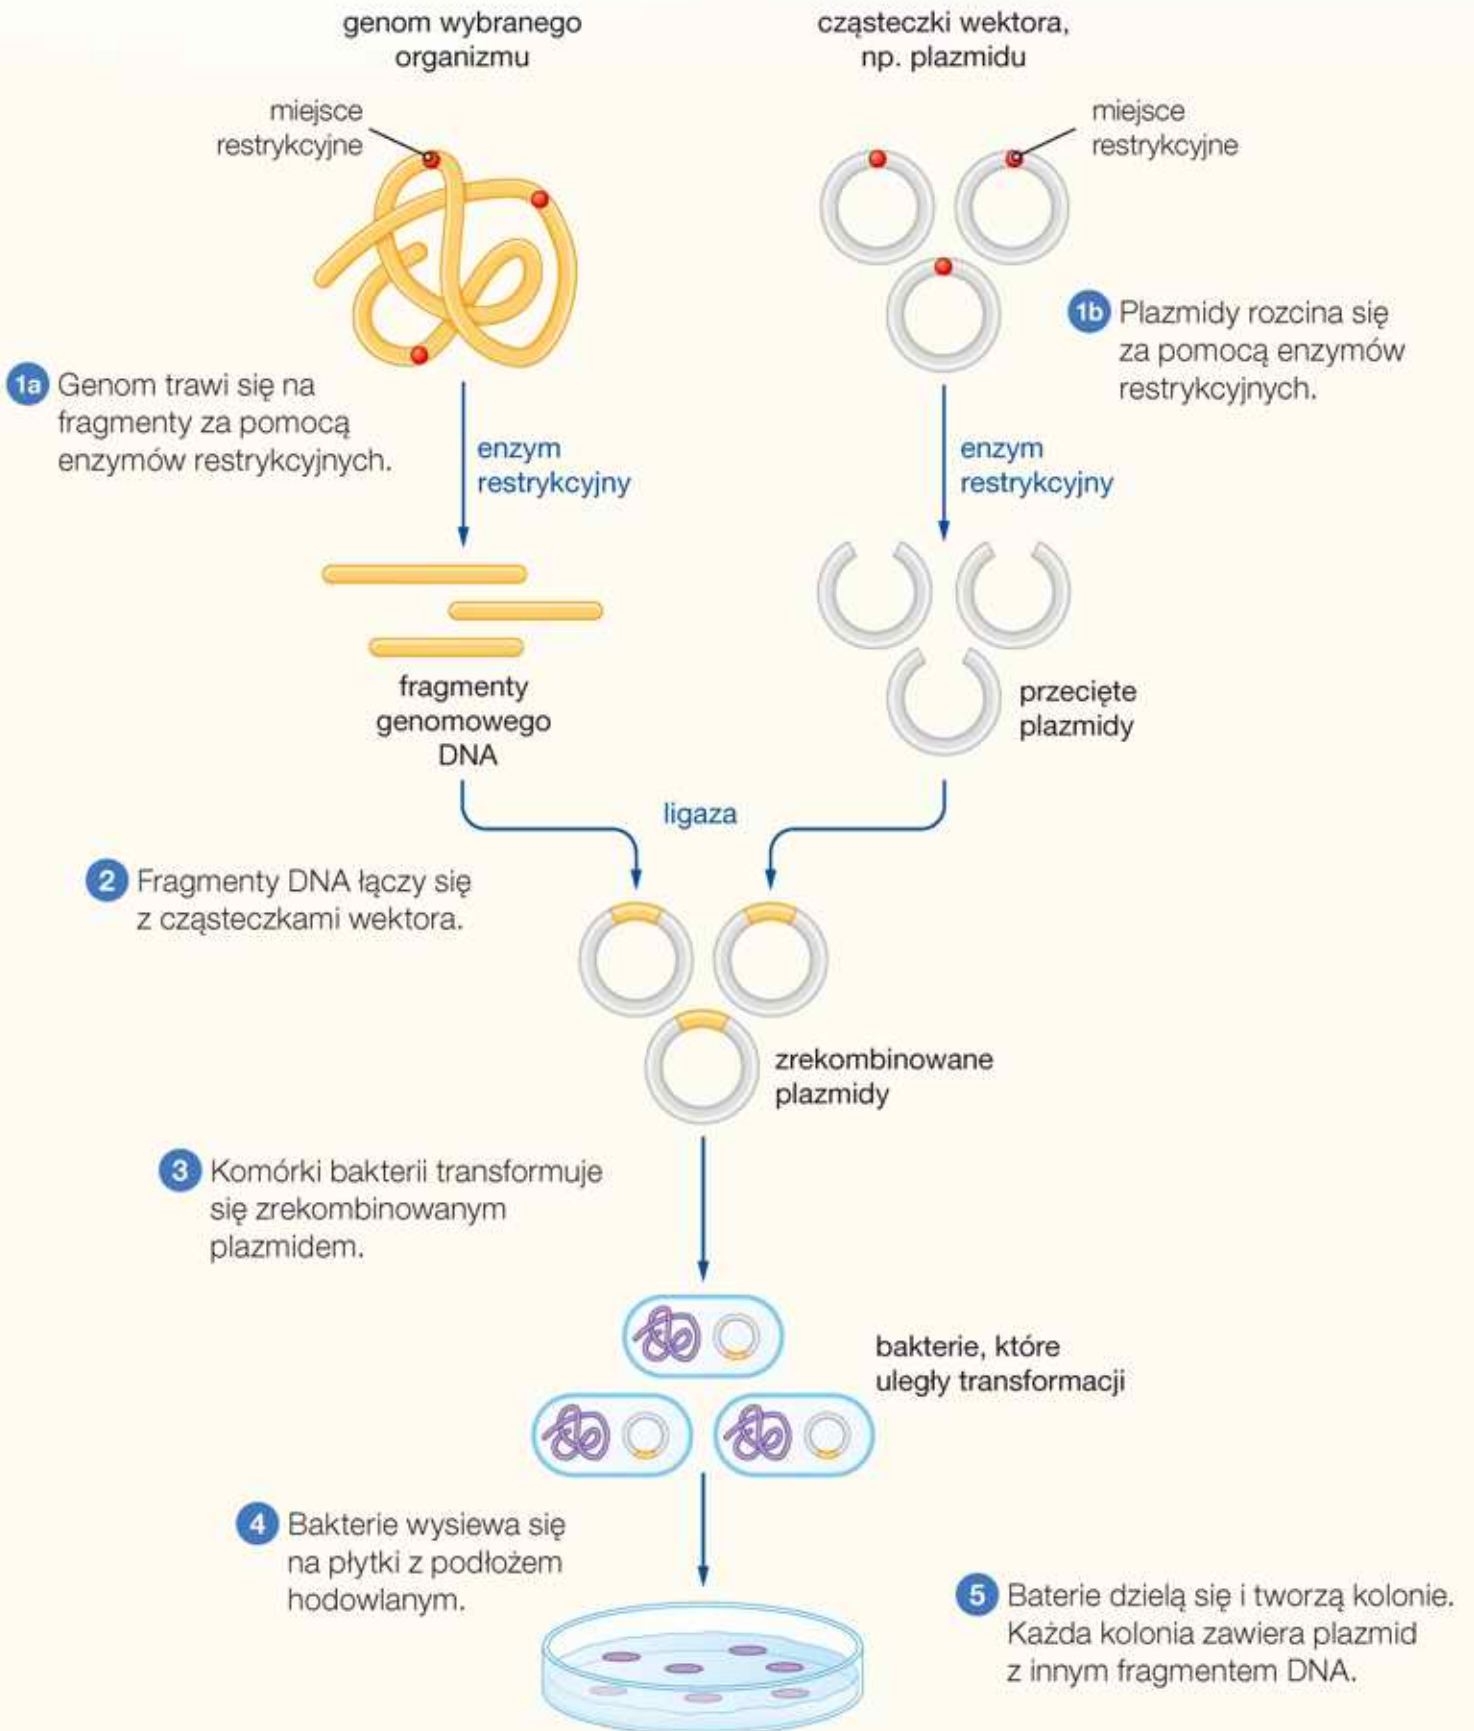 genom wybranego
organizmu
cząsteczki wektora,
np. plazmidu
miejsce
restrykcyjne
miejsce
restrykcyjne
1a Genom trawi się na
fragmenty za pomocą
enzymów restrykcyjnych.
1b Plazmidy rozcina się
za pomocą enzymów
restrykcyjnych.
enzym
restrykcyjny
enzym
restrykcyjny
fragmenty
genomowego
DNA
przecięte
plazmidy
ligaza
2 Fragmenty DNA łączy się
z cząsteczkami wektora.
zrekombinowane
plazmidy
3 Komórki bakterii transformuje
się zrekombinowanym
plazmidem.
bakterie, które
uległy transformacji
4 Bakterie wysiewa się
na płytki z podłożem
hodowlanym.
5 Baterie dzielą się i tworzą kolonie.
Każda kolonia zawiera plazmid
z innym fragmentem DNA.